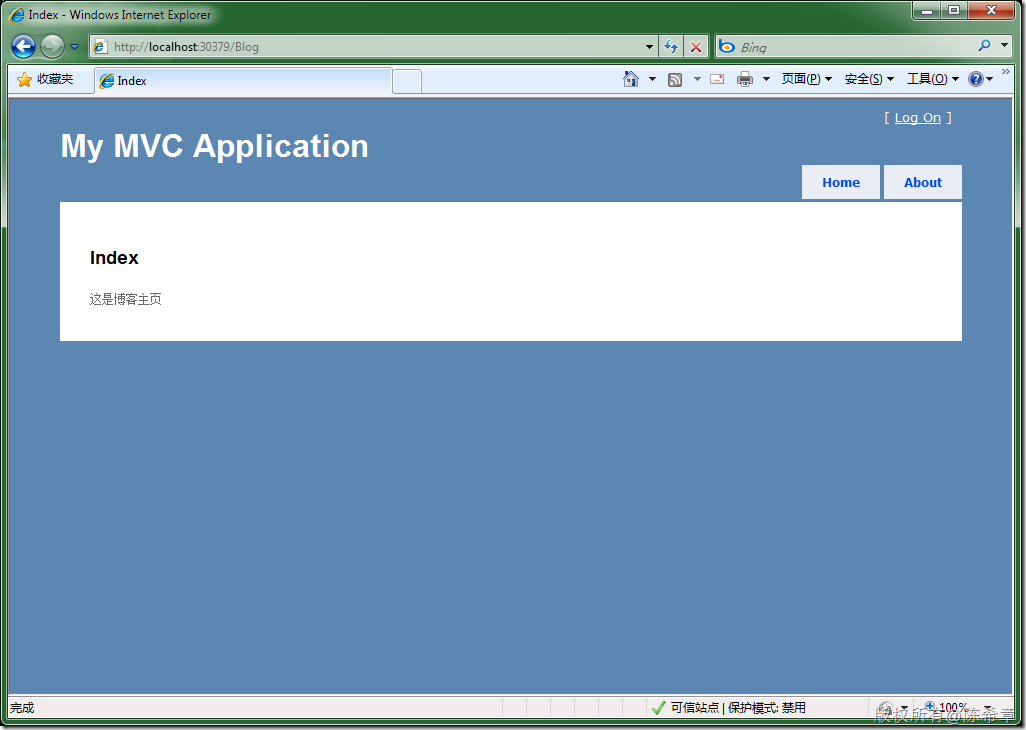 Index - Windows Internet Explorer
http://localhost:30379/Blog
Bing
收藏夹
Index
页面(P)
安全(S)
工具(O)
[ Log On ]
My MVC Application
Home
About
Index
这是博客主页
完成
可信站点 | 保护模式: 禁用
100%
版权所有@陈希章